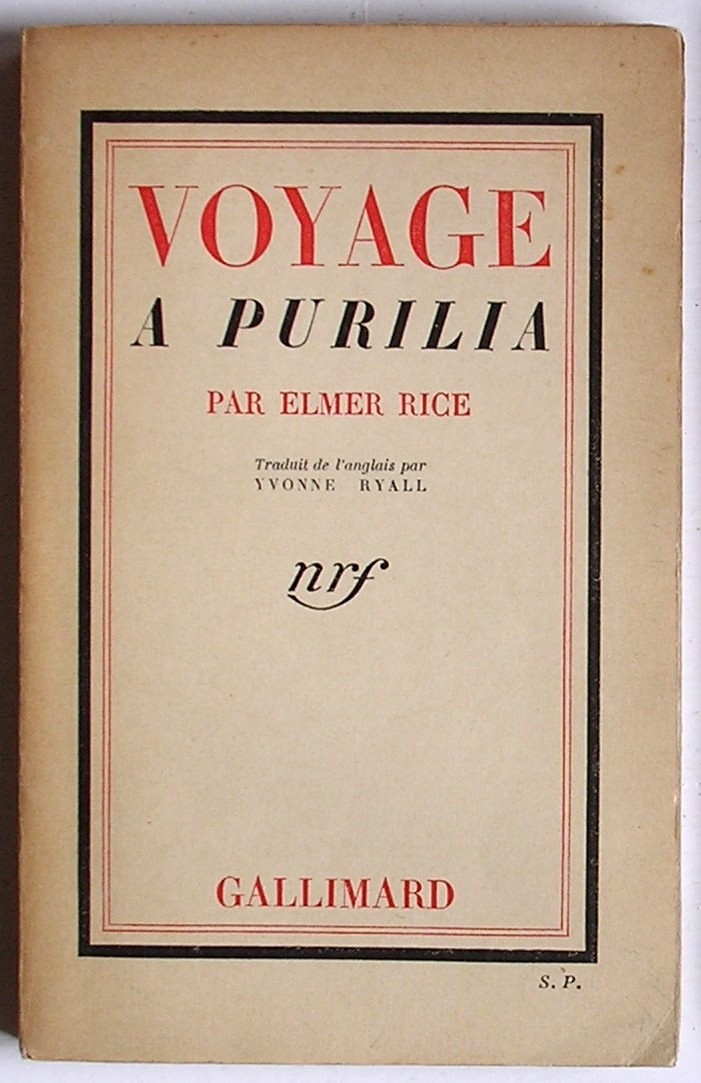 VOYAGE
A PURILIA
PAR ELMER RICE
Traduit de l'anglais par
YVONNE RYALL
nrf
GALLIMARD
S. P.